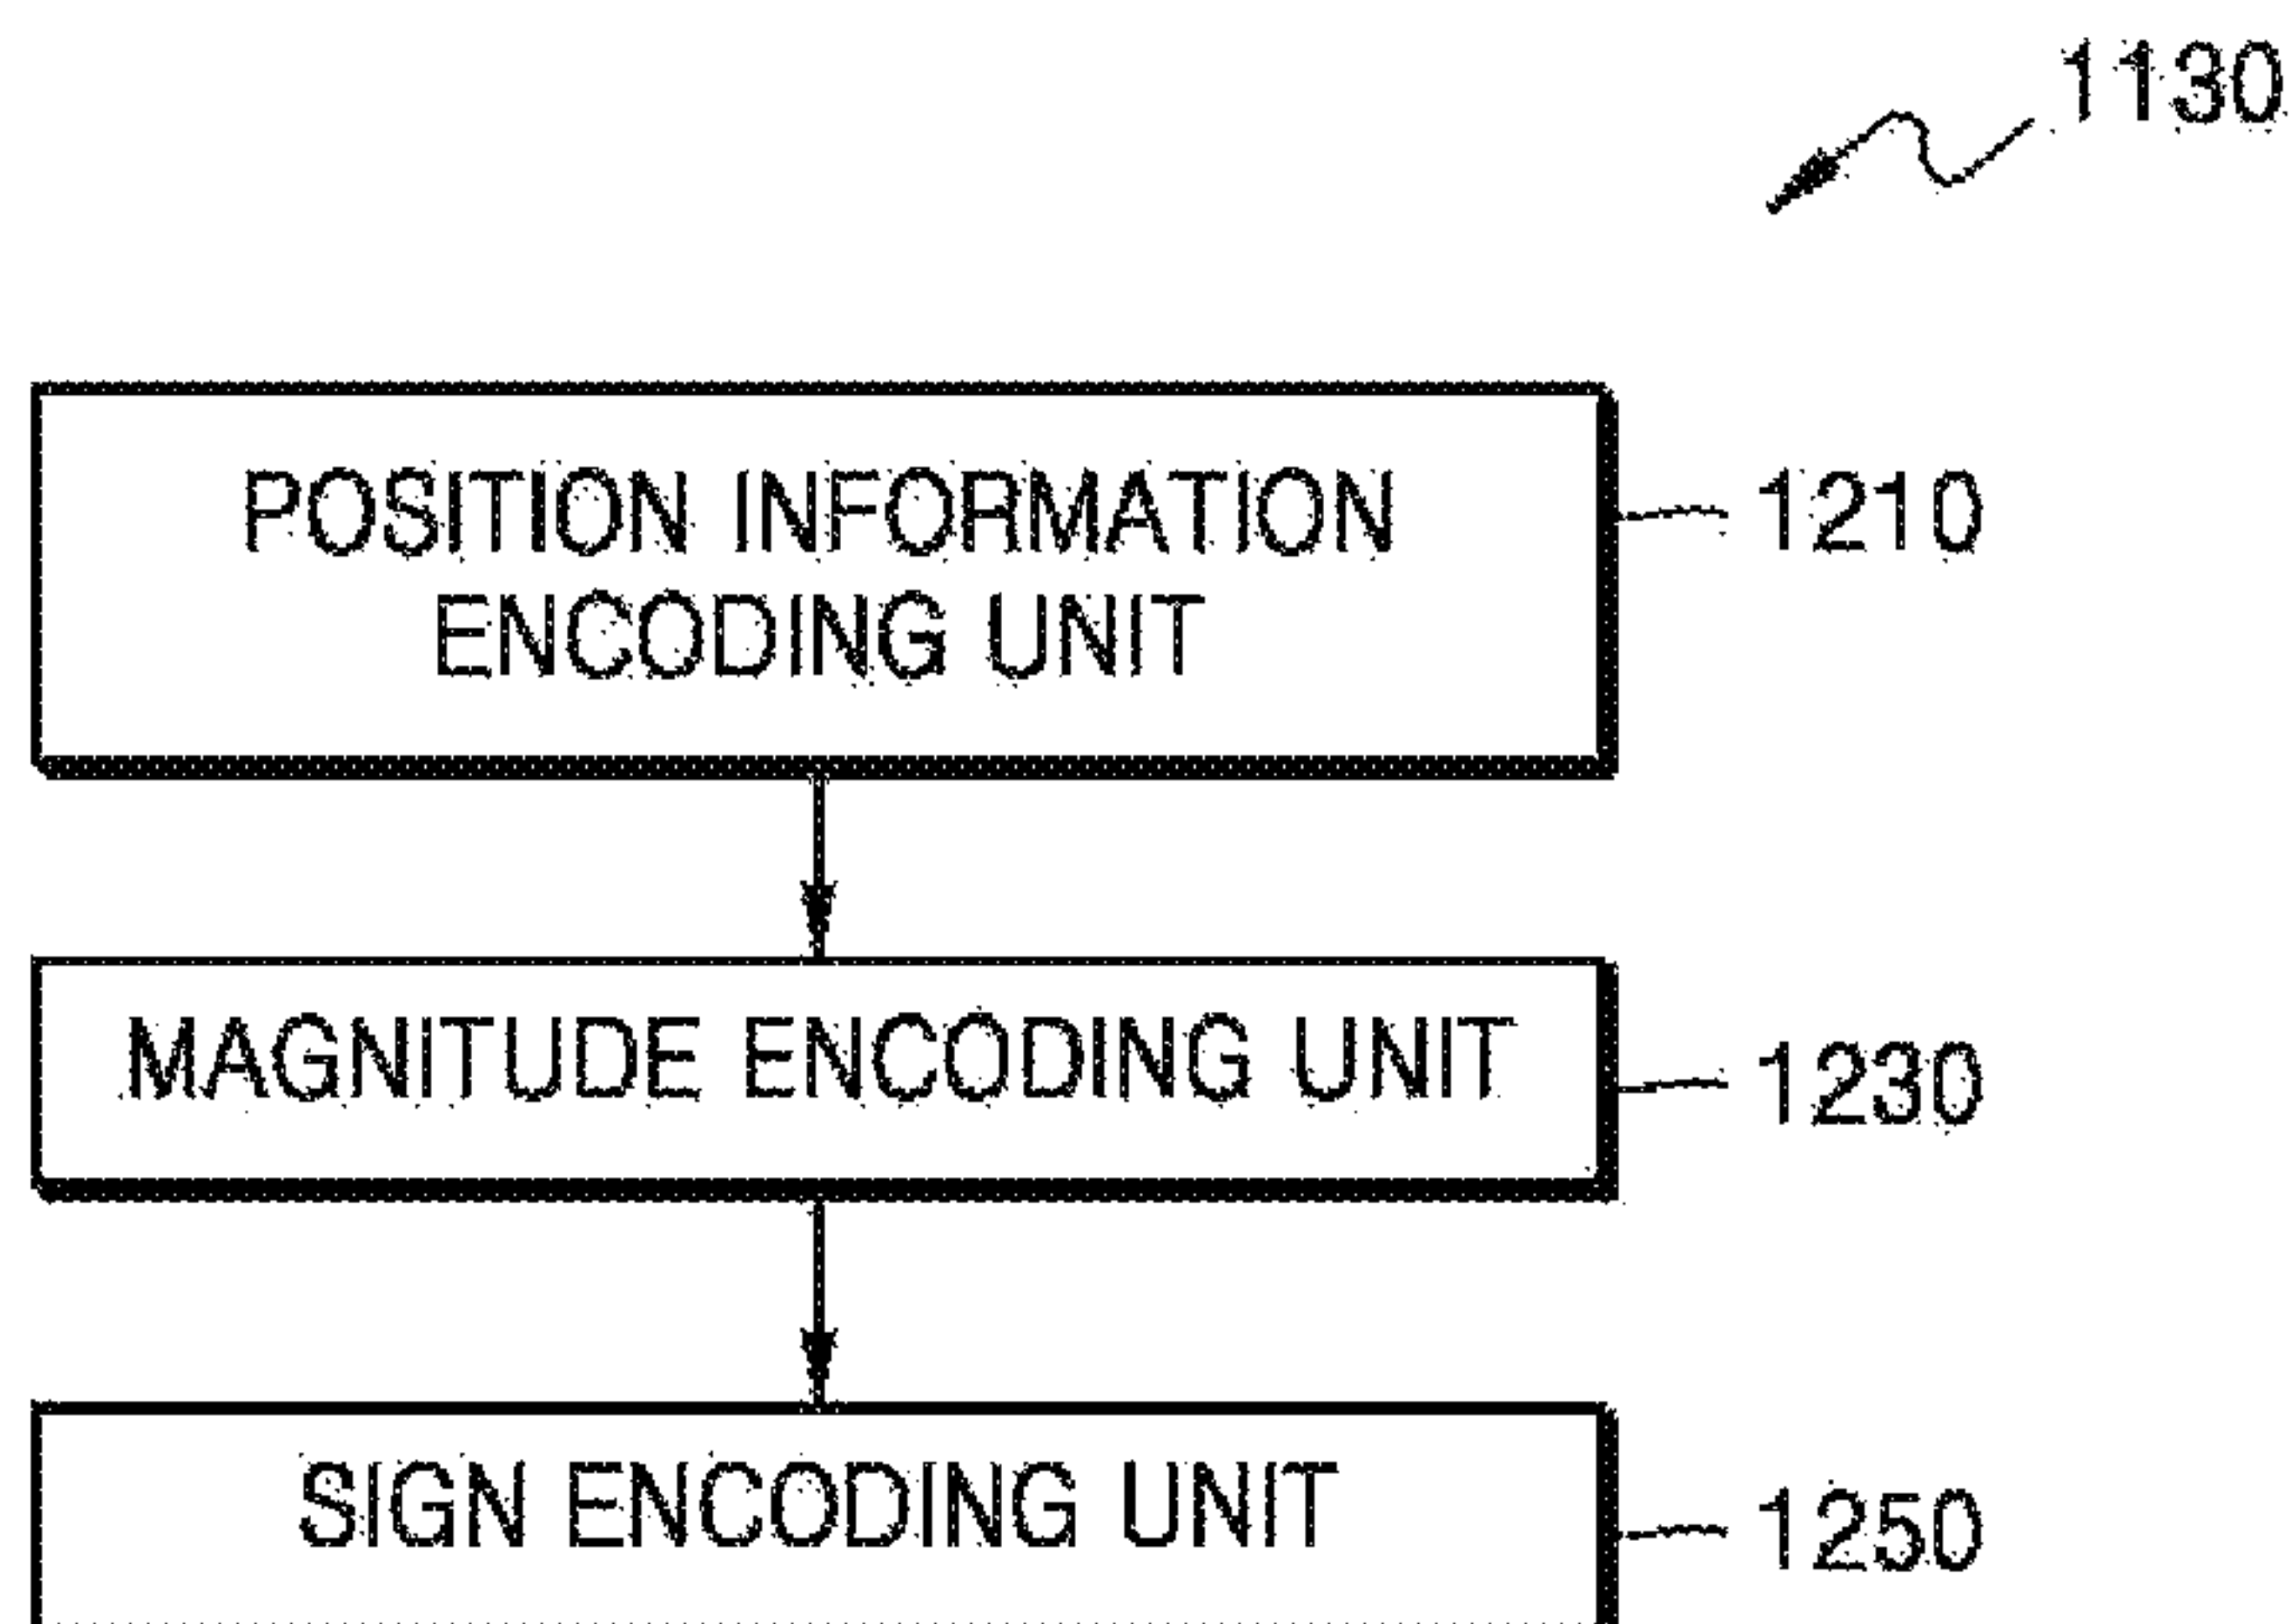 1130
POSITION INFORMATION
ENCODING UNIT
1210
MAGNITUDE ENCODING UNIT
1230
SIGN ENCODING UNIT
1250